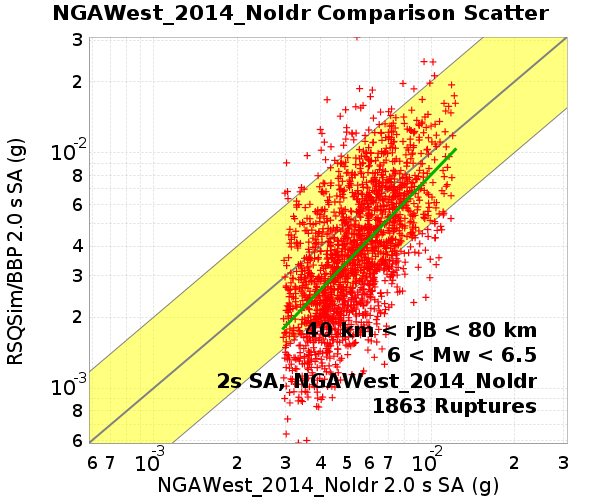 NGAWest_2014_NoIdr Comparison Scatter
3
2
10-2
8
6
4
3
2
10-3
8
6
RSQSim/BBP 2.0 s SA (g)
40 km < rJB < 80 km
6 < Mw < 6.5
2s SA, NGAWest_2014_NoIdr
1863 Ruptures
6 7 10-3 2 3 4 5 6 7 10-2 2 3
NGAWest_2014_NoIdr 2.0 s SA (g)